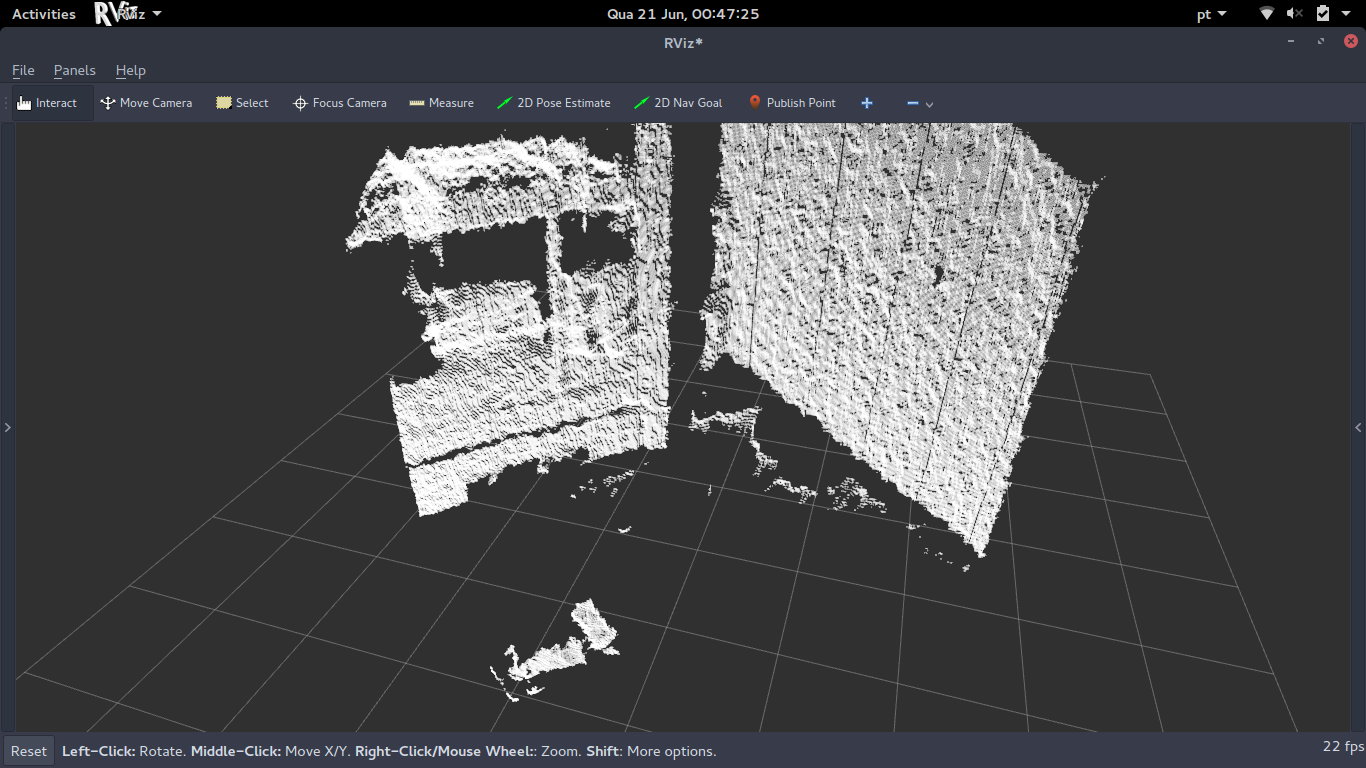 Activities RViz RViz Qua 21 Jun, 00:47:25 pt
RViz*
File Panels Help
Interact Move Camera Select Focus Camera Measure 2D Pose Estimate 2D Nav Goal Publish Point
Reset Left-Click: Rotate. Middle-Click: Move X/Y. Right-Click/Mouse Wheel:: Zoom. Shift: More options. 22 fps